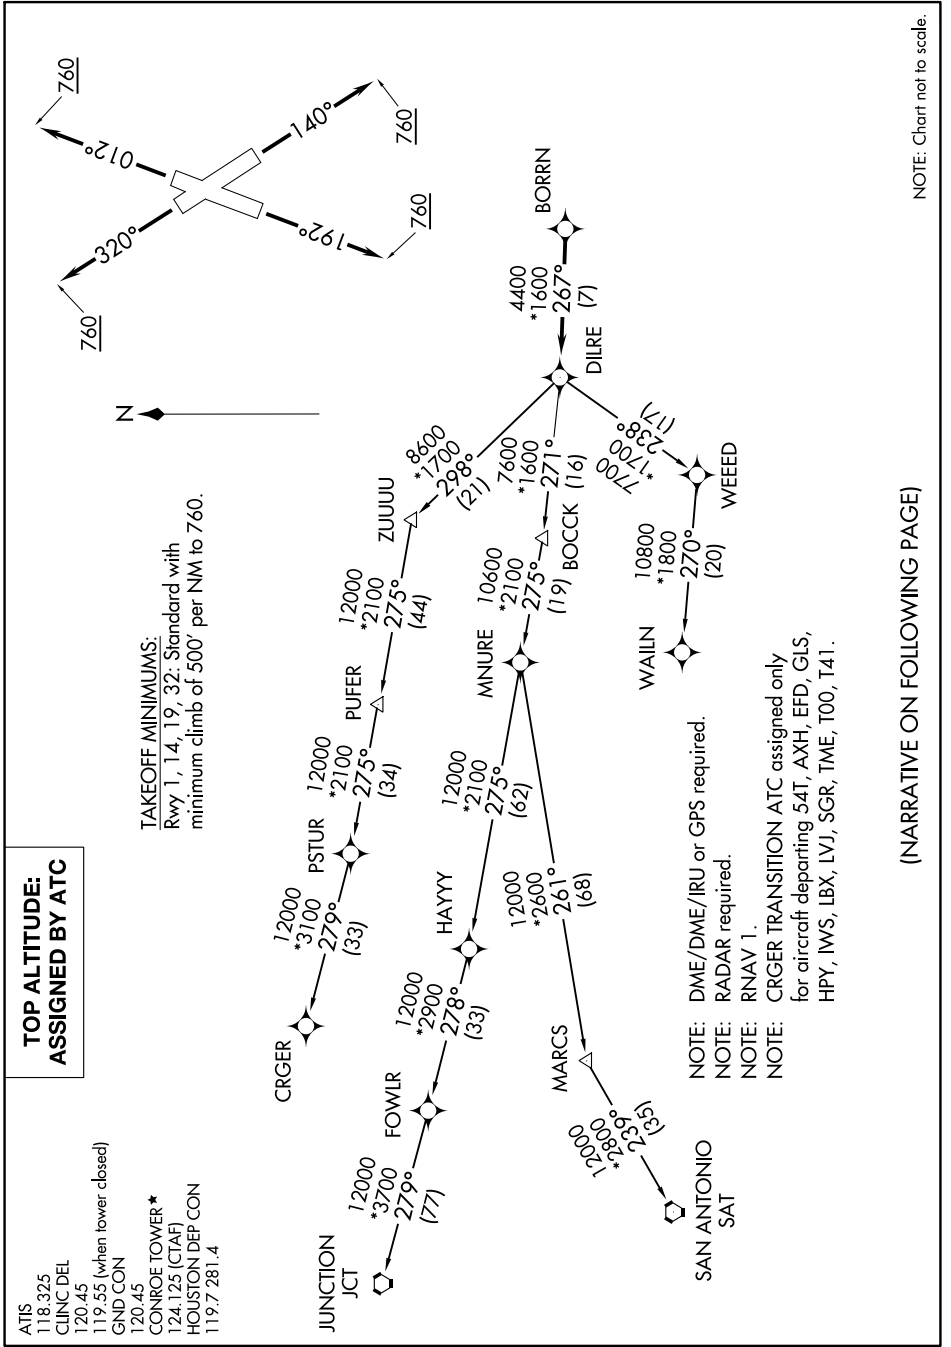 ATIS
118.325
CLINC DEL
120.45
119.55 (when tower closed)
GND CON
120.45
CONROE TOWER★
124.125 (CTAF)
HOUSTON DEP CON
119.7 281.4
TOP ALTITUDE:
ASSIGNED BY ATC
TAKEOFF MINIMUMS:
Rwy 1, 14, 19, 32: Standard with
minimum climb of 500' per NM to 760.
N
760
320°
760
012°
140°
760
192°
760
BORRN
4400
*1600
267°
(7)
DILRE
8600
*1700
298°
(21)
ZUUUU
12000
*2100
275°
(44)
PUFER
12000
*2100
275°
(34)
PSTUR
12000
*3100
279°
(33)
CRGER
7600
*1600
271°
(16)
BOCCK
10600
*2100
275°
(19)
MNURE
12000
*2100
275°
(62)
HAYYY
12000
*2900
278°
(33)
FOWLR
12000
*3700
279°
(77)
JUNCTION
JCT
12000
*2600
261°
(68)
MARCS
12000
*2800
239°
(35)
SAN ANTONIO
SAT
7700
*1700
238°
(17)
WEEED
10800
*1800
270°
(20)
WAILN
NOTE: DME/DME/IRU or GPS required.
NOTE: RADAR required.
NOTE: RNAV 1.
NOTE: CRGER TRANSITION ATC assigned only
for aircraft departing 54T, AXH, EFD, GLS,
HPY, IWS, LBX, LVJ, SGR, TME, T00, T41.
(NARRATIVE ON FOLLOWING PAGE)
NOTE: Chart not to scale.